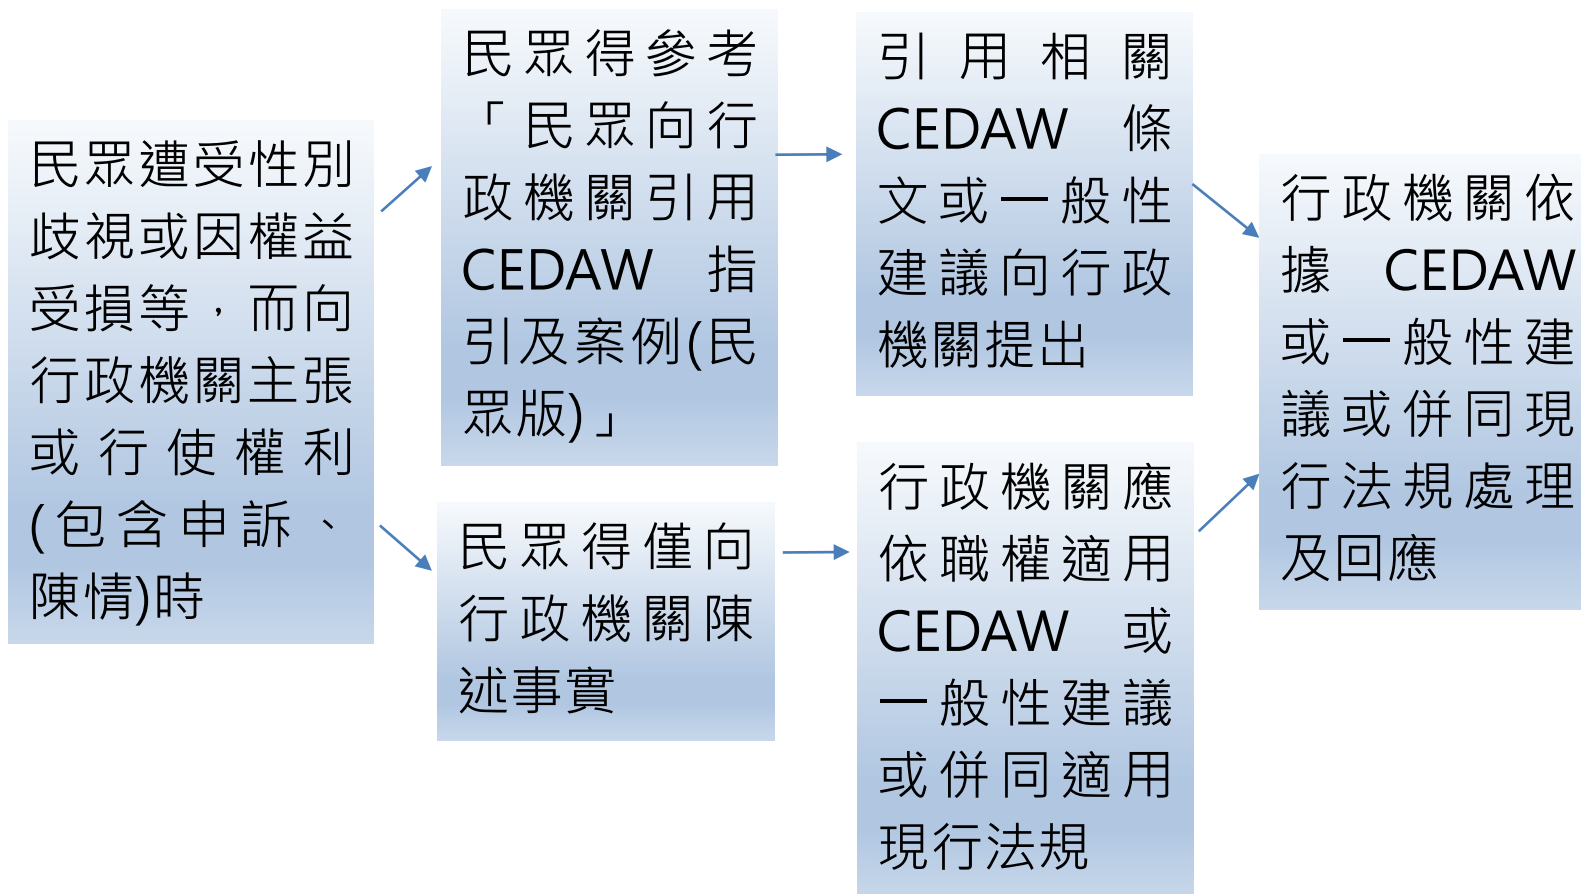 民眾遭受性別
歧視或因權益
受損等，而向
行政機關主張
或行使權利
(包含申訴、
陳情)時
民眾得參考
「民眾向行
政機關引用
CEDAW 指
引及案例(民
眾版)」
引用相關
CEDAW 條
文或一般性
建議向行政
機關提出
民眾得僅向
行政機關陳
述事實
行政機關應
依職權適用
CEDAW 或
一般性建議
或併同適用
現行法規
行政機關依
據 CEDAW
或一般性建
議或併同現
行法規處理
及回應